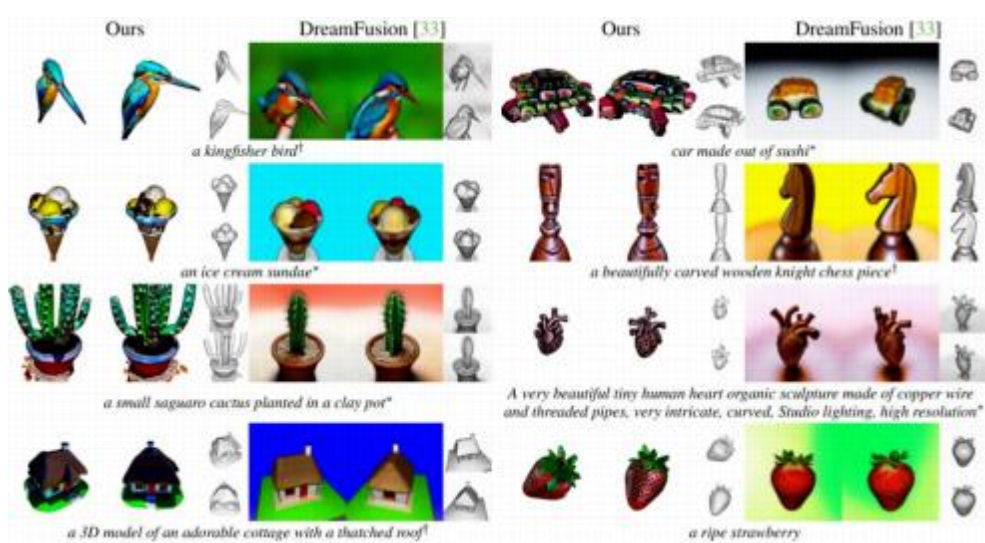 Ours DreamFusion [33] Ours DreamFusion [33]
a kingfisher bird† car made out of sushi*
an ice cream sundae* a beautifully carved wooden knight chess piece†
a small saguaro cactus planted in a clay pot* A very beautiful tiny human heart organic sculpture made of copper wire
and threaded pipes, very intricate, curved, Studio lighting, high resolution*
a 3D model of an adorable cottage with a thatched roof† a ripe strawberry